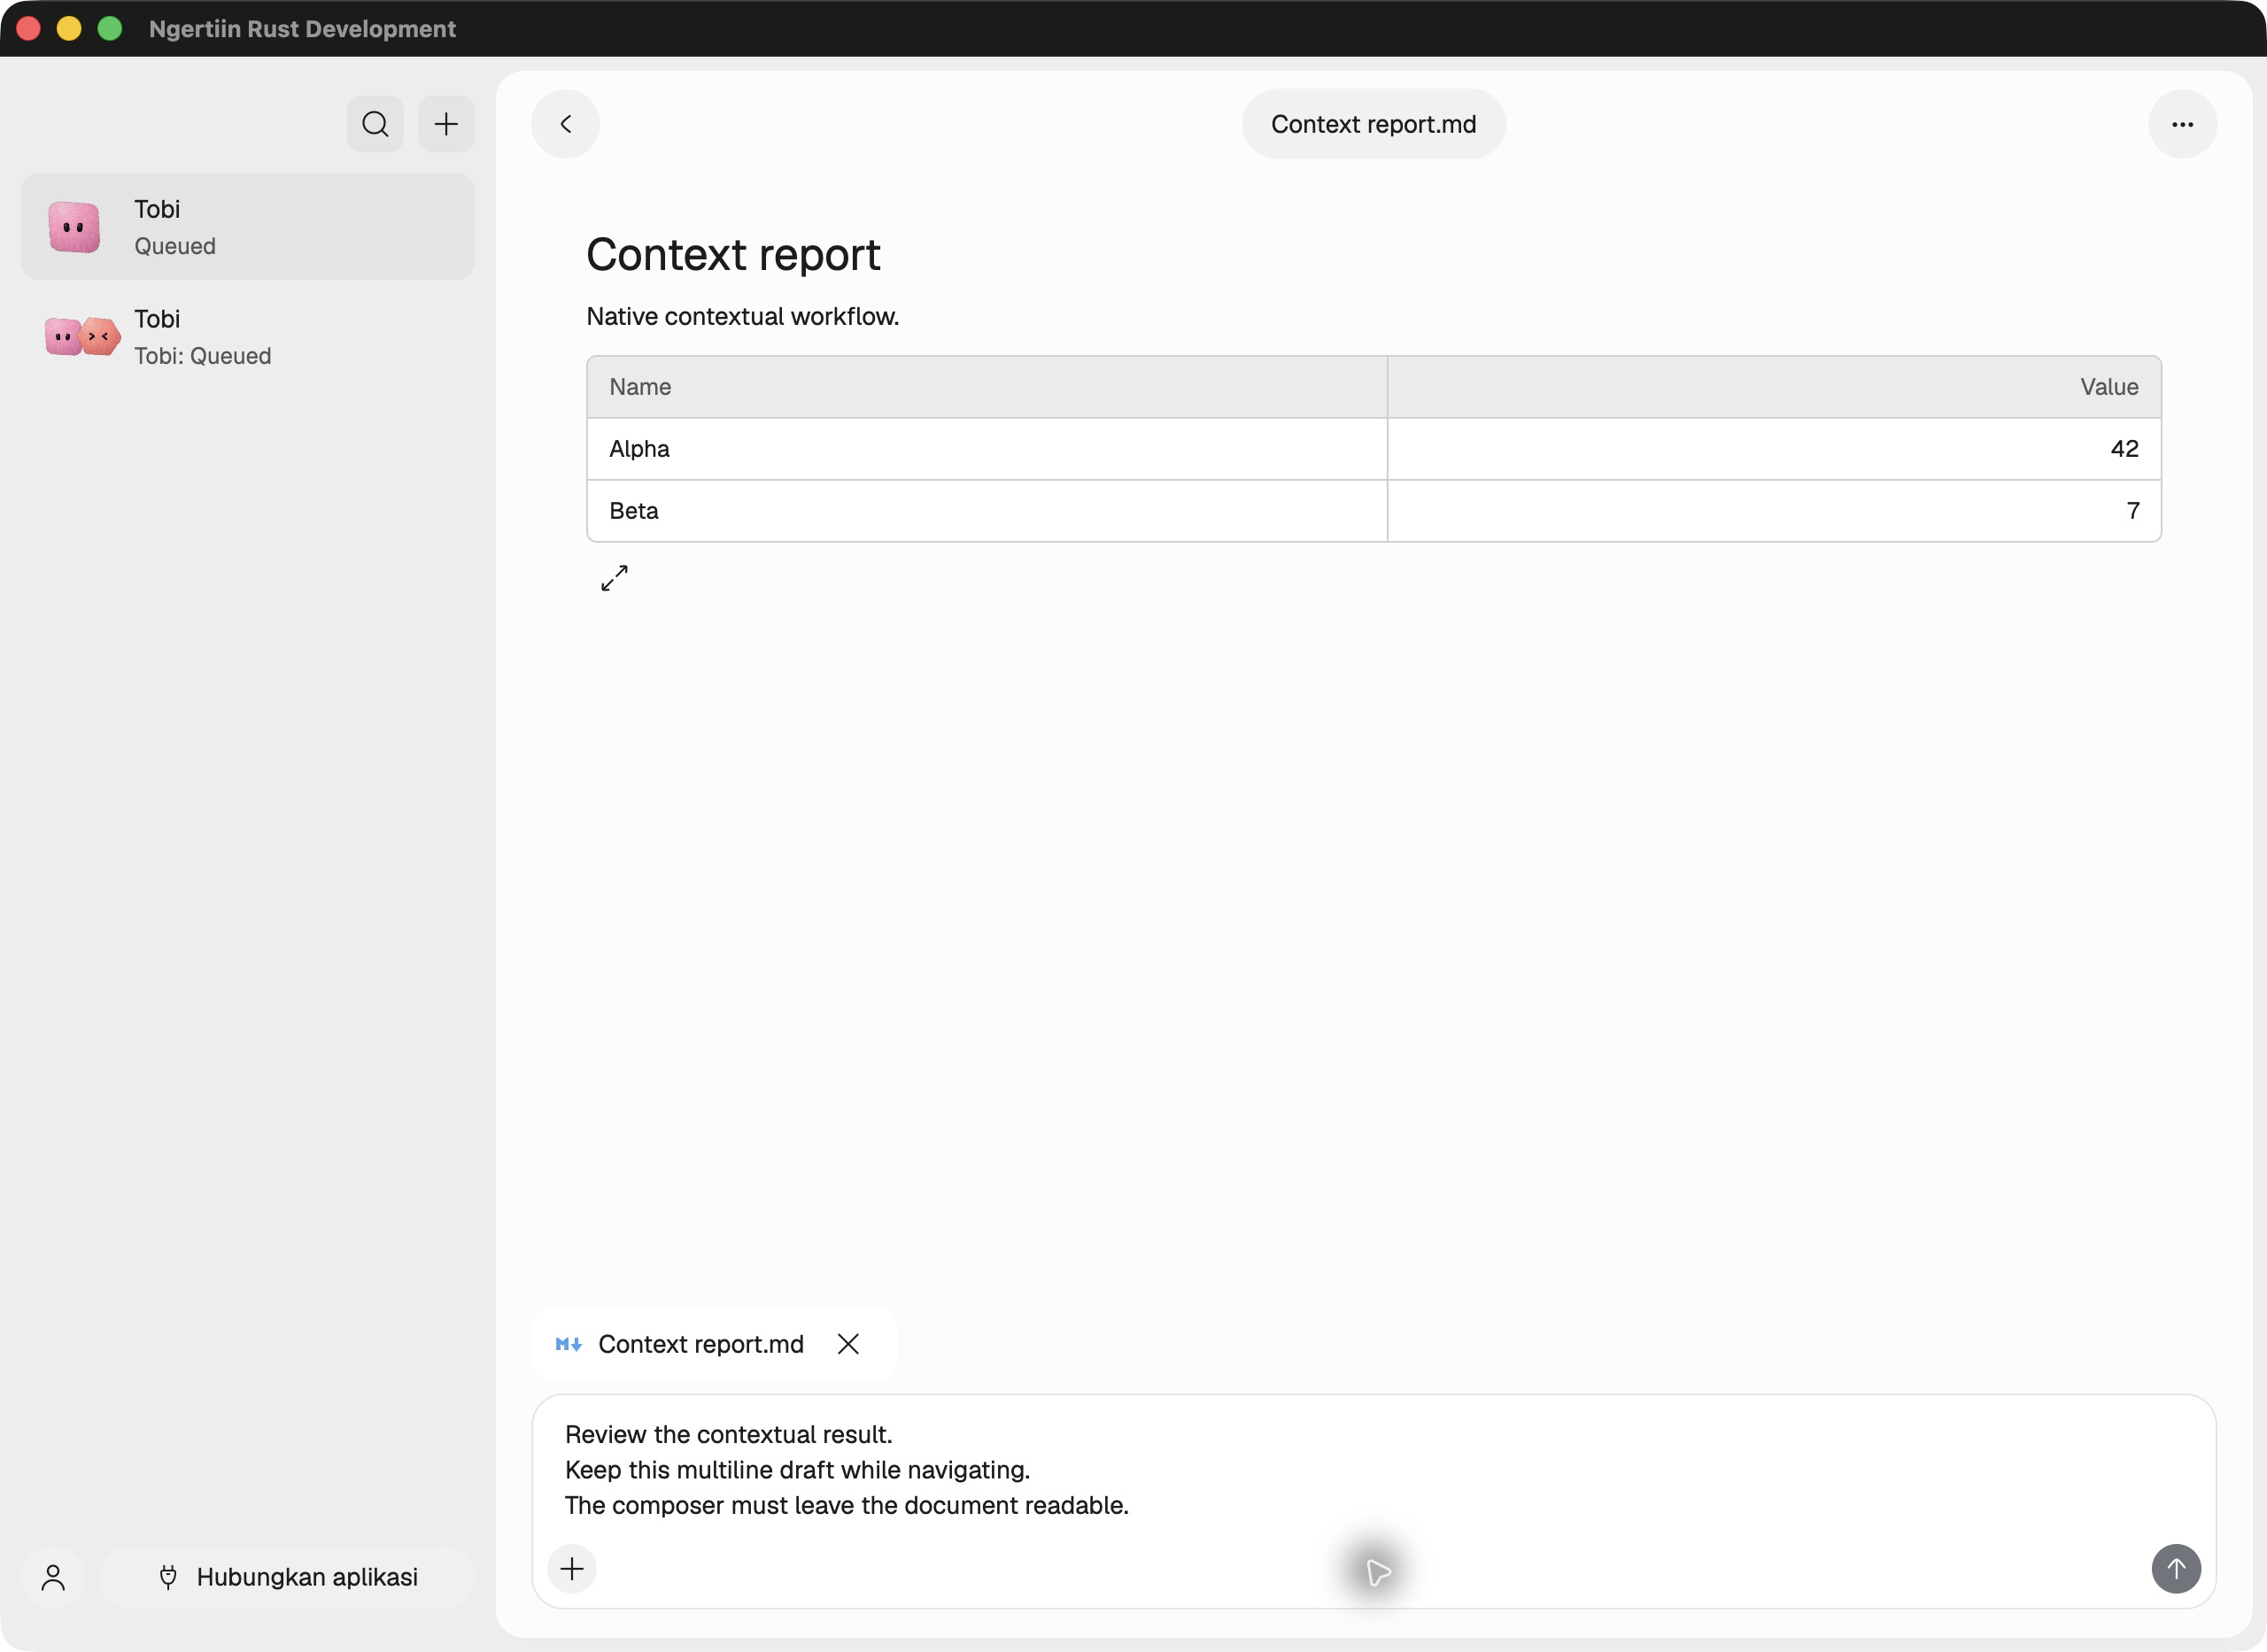 Ngertiin Rust Development
Tobi
Queued
Tobi
Tobi: Queued
Hubungkan aplikasi
Context report.md
Context report
Native contextual workflow.
Name Value
Alpha 42
Beta 7
Context report.md
Review the contextual result.
Keep this multiline draft while navigating.
The composer must leave the document readable.